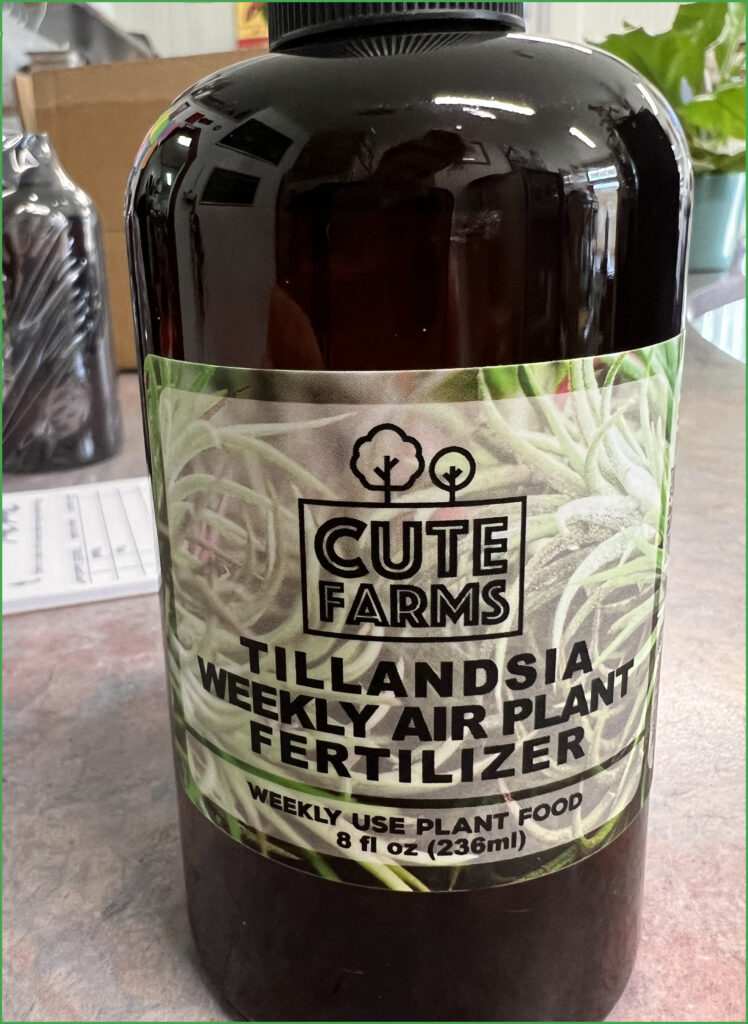 CUTE
FARMS
TILLANDSIA
WEEKLY AIR PLANT
FERTILIZER
WEEKLY USE PLANT FOOD
8 fl oz (236ml)